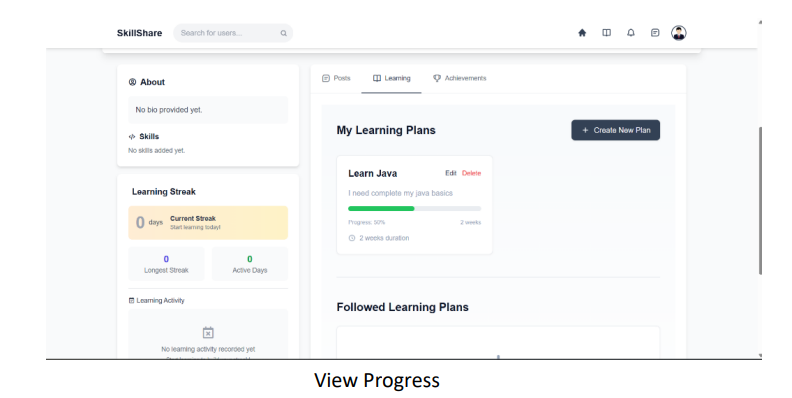 SkillShare Search for users...
About
No bio provided yet.
</> Skills
No skills added yet.
Learning Streak
0 days Current Streak
Start learning today!
0 0
Longest Streak Active Days
Learning Activity
No learning activity recorded yet
Posts Learning Achievements
My Learning Plans + Create New Plan
Learn Java Edit Delete
I need complete my java basics
Progress: 50% 2 weeks
2 weeks duration
Followed Learning Plans
View Progress